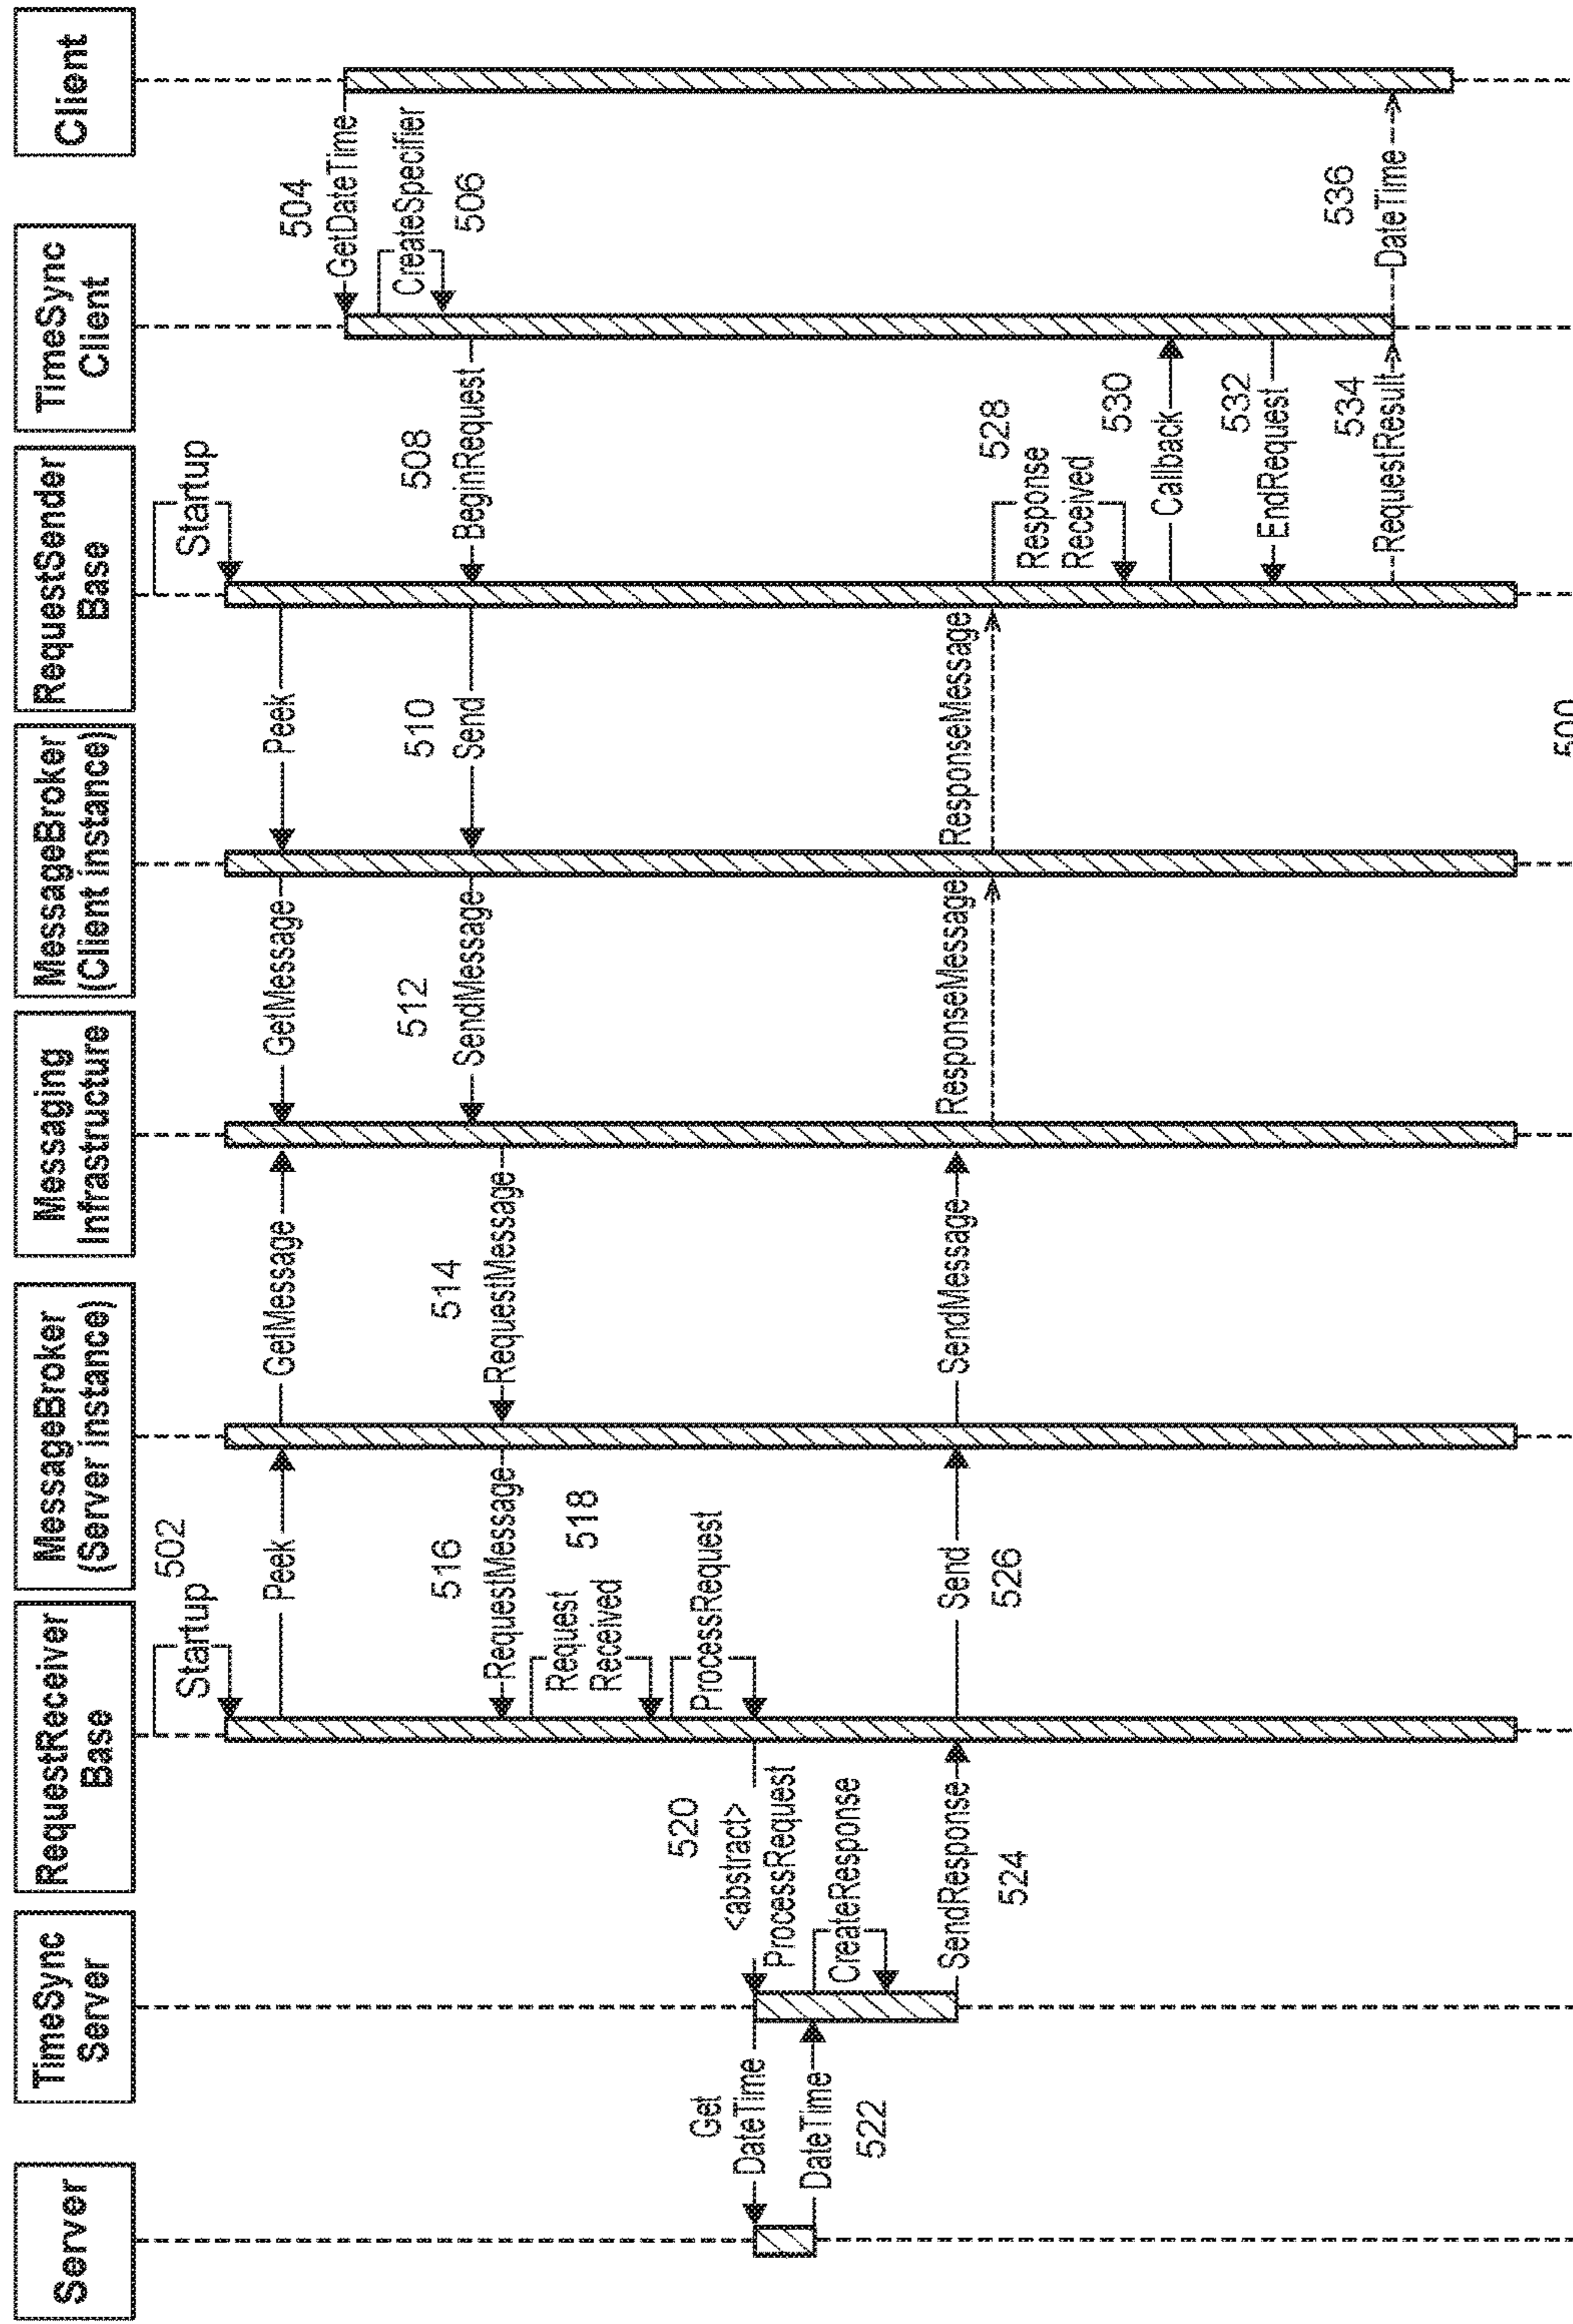 Server
TimeSync
Server
RequestReceiver
Base
MessageBroker
(Server instance)
Messaging
Infrastructure
MessageBroker
(Client instance)
RequestSender
Base
TimeSync
Client
Client
502
Startup
Startup
Peek
GetMessage
GetMessage
Peek
504
GetDateTime
CreateSpecifier
506
508
BeginRequest
510
Send
512
SendMessage
514
RequestMessage
516
RequestMessage
Request
Received
518
ProcessRequest
520
<abstract>
ProcessRequest
Get
DateTime
DateTime
522
CreateResponse
SendResponse
524
Send
526
SendMessage
ResponseMessage
ResponseMessage
528
Response
Received
530
Callback
532
EndRequest
534
RequestResult
536
DateTime
500